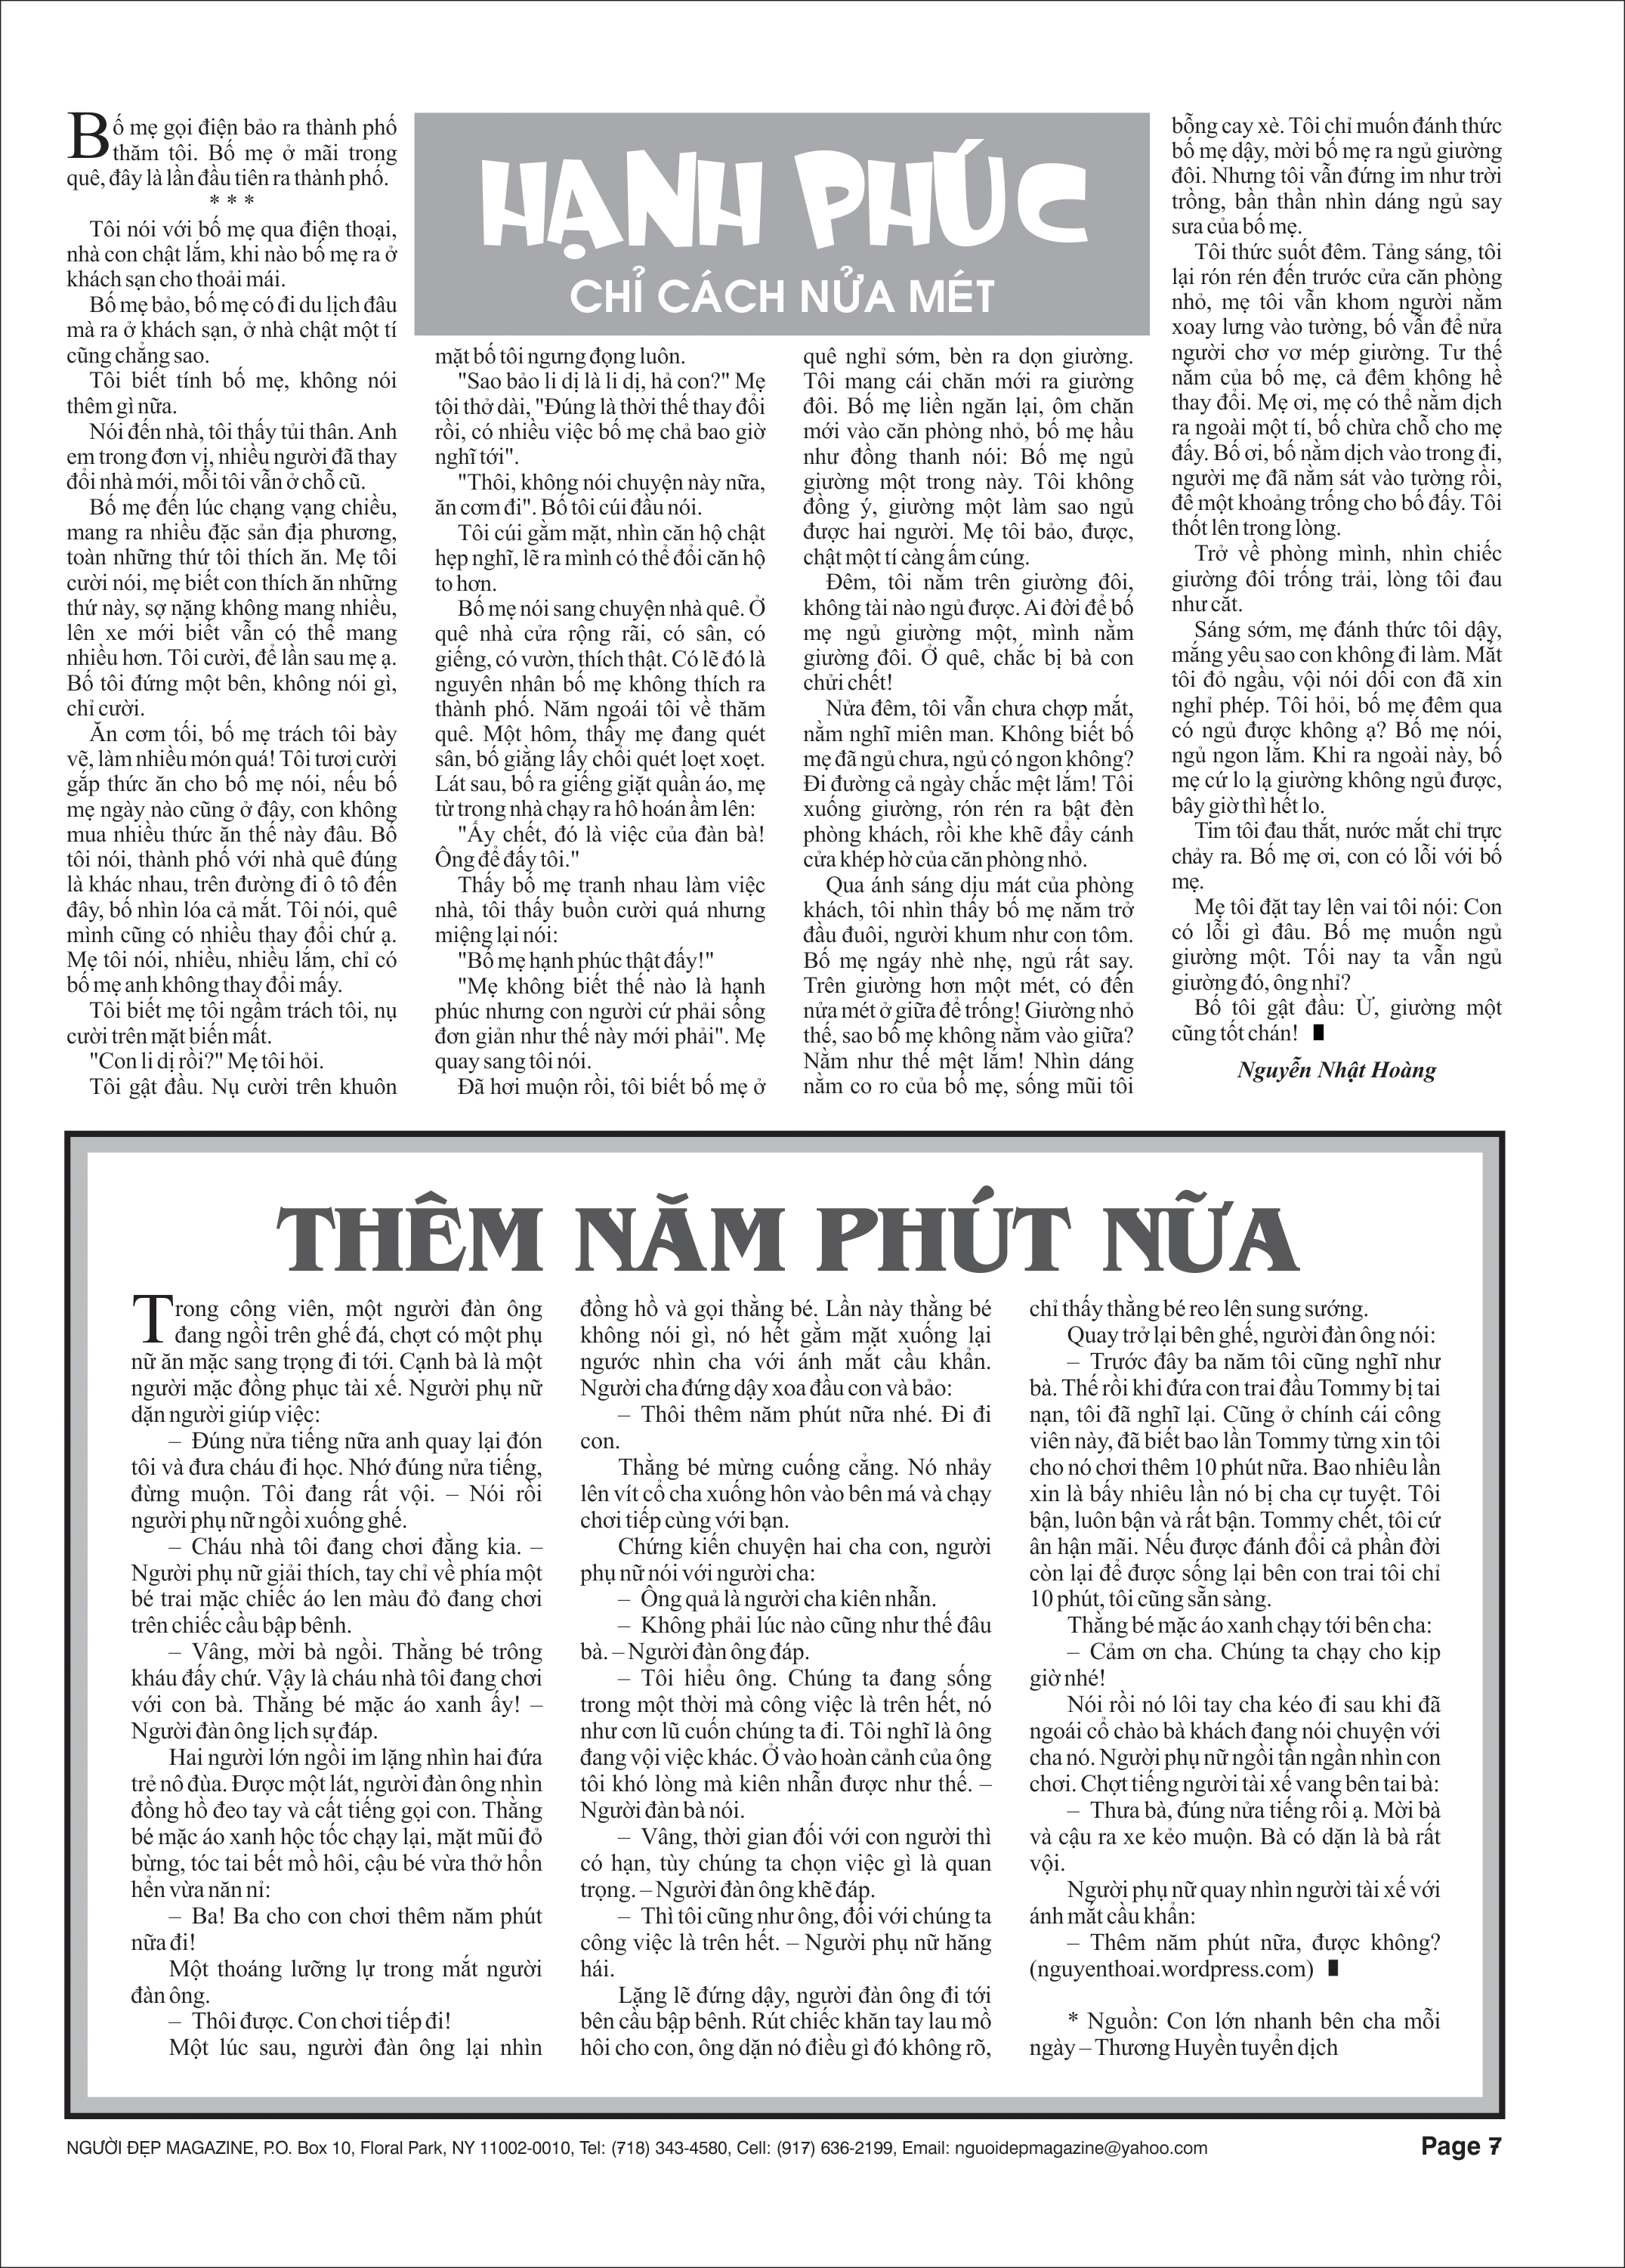 HẠNH PHÚC
CHỈ CÁCH NỬA MÉT
Bố mẹ gọi điện bảo ra thành phố
thăm tôi. Bố mẹ ở mãi trong
quê, đây là lần đầu tiên ra thành phố.
* * *
Tôi nói với bố mẹ qua điện thoại,
nhà con chật lắm, khi nào bố mẹ ra ở
khách sạn cho thoải mái.
Bố mẹ bảo, bố mẹ có đi du lịch đâu
mà ra ở khách sạn, ở nhà chật một tí
cũng chẳng sao.
Tôi biết tính bố mẹ, không nói
thêm gì nữa.
Nói đến nhà, tôi thấy tủi thân. Anh
em trong đơn vị, nhiều người đã thay
đổi nhà mới, mỗi tôi vẫn ở chỗ cũ.
Bố mẹ đến lúc chạng vạng chiều,
mang ra nhiều đặc sản địa phương,
toàn những thứ tôi thích ăn. Mẹ tôi
cười nói, mẹ biết con thích ăn những
thứ này, sợ nặng không mang nhiều,
lên xe mới biết vẫn có thể mang
nhiều hơn. Tôi cười, để lần sau mẹ ạ.
Bố tôi đứng một bên, không nói gì,
chỉ cười.
Ăn cơm tối, bố mẹ trách tôi bày
vẽ, làm nhiều món quá! Tôi tươi cười
gắp thức ăn cho bố mẹ nói, nếu bố
mẹ ngày nào cũng ở đây, con không
mua nhiều thức ăn thế này đâu. Bố
tôi nói, thành phố với nhà quê đúng
là khác nhau, trên đường đi ô tô đến
đây, bố nhìn lóa cả mắt. Tôi nói, quê
mình cũng có nhiều thay đổi chứ ạ.
Mẹ tôi nói, nhiều, nhiều lắm, chỉ có
bố mẹ anh không thay đổi mấy.
Tôi biết mẹ tôi ngầm trách tôi, nụ
cười trên mặt biến mất.
"Con li dị rồi?" Mẹ tôi hỏi.
Tôi gật đầu. Nụ cười trên khuôn
mặt bố tôi ngưng đọng luôn.
"Sao bảo li dị là li dị, hả con?" Mẹ
tôi thở dài, "Đúng là thời thế thay đổi
rồi, có nhiều việc bố mẹ chả bao giờ
nghĩ tới".
"Thôi, không nói chuyện này nữa,
ăn cơm đi". Bố tôi cúi đầu nói.
Tôi cúi gằm mặt, nhìn căn hộ chật
hẹp nghĩ, lẽ ra mình có thể đổi căn hộ
to hơn.
Bố mẹ nói sang chuyện nhà quê. Ở
quê nhà cửa rộng rãi, có sân, có
giếng, có vườn, thích thật. Có lẽ đó là
nguyên nhân bố mẹ không thích ra
thành phố. Năm ngoái tôi về thăm
quê. Một hôm, thấy mẹ đang quét
sân, bố giằng lấy chổi quét loẹt xoẹt.
Lát sau, bố ra giếng giặt quần áo, mẹ
từ trong nhà chạy ra hô hoán ầm lên:
"Ấy chết, đó là việc của đàn bà!
Ông để đấy tôi."
Thấy bố mẹ tranh nhau làm việc
nhà, tôi thấy buồn cười quá nhưng
miệng lại nói:
"Bố mẹ hạnh phúc thật đấy!"
"Mẹ không biết thế nào là hạnh
phúc nhưng con người cứ phải sống
đơn giản như thế này mới phải". Mẹ
quay sang tôi nói.
Đã hơi muộn rồi, tôi biết bố mẹ ở
quê nghỉ sớm, bèn ra dọn giường.
Tôi mang cái chăn mới ra giường
đôi. Bố mẹ liền ngăn lại, ôm chăn
mới vào căn phòng nhỏ, bố mẹ hầu
như đồng thanh nói: Bố mẹ ngủ
giường một trong này. Tôi không
đồng ý, giường một làm sao ngủ
được hai người. Mẹ tôi bảo, được,
chật một tí càng ấm cúng.
Đêm, tôi nằm trên giường đôi,
không tài nào ngủ được. Ai đời để bố
mẹ ngủ giường một, mình nằm
giường đôi. Ở quê, chắc bị bà con
chửi chết!
Nửa đêm, tôi vẫn chưa chợp mắt,
nằm nghĩ miên man. Không biết bố
mẹ đã ngủ chưa, ngủ có ngon không?
Đi đường cả ngày chắc mệt lắm! Tôi
xuống giường, rón rén ra bật đèn
phòng khách, rồi khe khẽ đẩy cánh
cửa khép hờ của căn phòng nhỏ.
Qua ánh sáng dịu mát của phòng
khách, tôi nhìn thấy bố mẹ nằm trở
đầu đuôi, người khum như con tôm.
Bố mẹ ngáy nhè nhẹ, ngủ rất say.
Trên giường hơn một mét, có đến
nửa mét ở giữa để trống! Giường nhỏ
thế, sao bố mẹ không nằm vào giữa?
Nằm như thế mệt lắm! Nhìn dáng
nằm co ro của bố mẹ, sống mũi tôi
bỗng cay xè. Tôi chỉ muốn đánh thức
bố mẹ dậy, mời bố mẹ ra ngủ giường
đôi. Nhưng tôi vẫn đứng im như trời
trồng, bần thần nhìn dáng ngủ say
sưa của bố mẹ.
Tôi thức suốt đêm. Tảng sáng, tôi
lại rón rén đến trước cửa căn phòng
nhỏ, mẹ tôi vẫn khom người nằm
xoay lưng vào tường, bố vẫn để nửa
người chơ vơ mép giường. Tư thế
nằm của bố mẹ, cả đêm không hề
thay đổi. Mẹ ơi, mẹ có thể nằm dịch
ra ngoài một tí, bố chừa chỗ cho mẹ
đấy. Bố ơi, bố nằm dịch vào trong đi,
người mẹ đã nằm sát vào tường rồi,
để một khoảng trống cho bố đấy. Tôi
thốt lên trong lòng.
Trở về phòng mình, nhìn chiếc
giường đôi trống trải, lòng tôi đau
như cắt.
Sáng sớm, mẹ đánh thức tôi dậy,
mắng yêu sao con không đi làm. Mắt
tôi đỏ ngầu, vội nói dối con đã xin
nghỉ phép. Tôi hỏi, bố mẹ đêm qua
có ngủ được không ạ? Bố mẹ nói,
ngủ ngon lắm. Khi ra ngoài này, bố
mẹ cứ lo lạ giường không ngủ được,
bây giờ thì hết lo.
Tim tôi đau thắt, nước mắt chỉ trực
chảy ra. Bố mẹ ơi, con có lỗi với bố
mẹ.
Mẹ tôi đặt tay lên vai tôi nói: Con
có lỗi gì đâu. Bố mẹ muốn ngủ
giường một. Tối nay ta vẫn ngủ
giường đó, ông nhỉ?
Bố tôi gật đầu: Ừ, giường một
cũng tốt chán!
Nguyễn Nhật Hoàng
THÊM NĂM PHÚT NỮA
Trong công viên, một người đàn ông
đang ngồi trên ghế đá, chợt có một phụ
nữ ăn mặc sang trọng đi tới. Cạnh bà là một
người mặc đồng phục tài xế. Người phụ nữ
dặn người giúp việc:
– Đúng nửa tiếng nữa anh quay lại đón
tôi và đưa cháu đi học. Nhớ đúng nửa tiếng,
đừng muộn. Tôi đang rất vội. – Nói rồi
người phụ nữ ngồi xuống ghế.
– Cháu nhà tôi đang chơi đằng kia. –
Người phụ nữ giải thích, tay chỉ về phía một
bé trai mặc chiếc áo len màu đỏ đang chơi
trên chiếc cầu bập bênh.
– Vâng, mời bà ngồi. Thằng bé trông
kháu đấy chứ. Vậy là cháu nhà tôi đang chơi
với con bà. Thằng bé mặc áo xanh ấy! –
Người đàn ông lịch sự đáp.
Hai người lớn ngồi im lặng nhìn hai đứa
trẻ nô đùa. Được một lát, người đàn ông nhìn
đồng hồ đeo tay và cất tiếng gọi con. Thằng
bé mặc áo xanh hộc tốc chạy lại, mặt mũi đỏ
bừng, tóc tai bết mồ hôi, cậu bé vừa thở hổn
hển vừa năn nỉ:
– Ba! Ba cho con chơi thêm năm phút
nữa đi!
Một thoáng lưỡng lự trong mắt người
đàn ông.
– Thôi được. Con chơi tiếp đi!
Một lúc sau, người đàn ông lại nhìn
đồng hồ và gọi thằng bé. Lần này thằng bé
không nói gì, nó hết gằm mặt xuống lại
ngước nhìn cha với ánh mắt cầu khẩn.
Người cha đứng dậy xoa đầu con và bảo:
– Thôi thêm năm phút nữa nhé. Đi đi
con.
Thằng bé mừng cuống cẳng. Nó nhảy
lên vít cổ cha xuống hôn vào bên má và chạy
chơi tiếp cùng với bạn.
Chứng kiến chuyện hai cha con, người
phụ nữ nói với người cha:
– Ông quả là người cha kiên nhẫn.
– Không phải lúc nào cũng như thế đâu
bà. – Người đàn ông đáp.
– Tôi hiểu ông. Chúng ta đang sống
trong một thời mà công việc là trên hết, nó
như cơn lũ cuốn chúng ta đi. Tôi nghĩ là ông
đang vội việc khác. Ở vào hoàn cảnh của ông
tôi khó lòng mà kiên nhẫn được như thế. –
Người đàn bà nói.
– Vâng, thời gian đối với con người thì
có hạn, tùy chúng ta chọn việc gì là quan
trọng. – Người đàn ông khẽ đáp.
– Thì tôi cũng như ông, đối với chúng ta
công việc là trên hết. – Người phụ nữ hăng
hái.
Lặng lẽ đứng dậy, người đàn ông đi tới
bên cầu bập bênh. Rút chiếc khăn tay lau mồ
hôi cho con, ông dặn nó điều gì đó không rõ,
chỉ thấy thằng bé reo lên sung sướng.
Quay trở lại bên ghế, người đàn ông nói:
– Trước đây ba năm tôi cũng nghĩ như
bà. Thế rồi khi đứa con trai đầu Tommy bị tai
nạn, tôi đã nghĩ lại. Cũng ở chính cái công
viên này, đã biết bao lần Tommy từng xin tôi
cho nó chơi thêm 10 phút nữa. Bao nhiêu lần
xin là bấy nhiêu lần nó bị cha cự tuyệt. Tôi
bận, luôn bận và rất bận. Tommy chết, tôi cứ
ân hận mãi. Nếu được đánh đổi cả phần đời
còn lại để được sống lại bên con trai tôi chỉ
10 phút, tôi cũng sẵn sàng.
Thằng bé mặc áo xanh chạy tới bên cha:
– Cảm ơn cha. Chúng ta chạy cho kịp
giờ nhé!
Nói rồi nó lôi tay cha kéo đi sau khi đã
ngoái cổ chào bà khách đang nói chuyện với
cha nó. Người phụ nữ ngồi tần ngần nhìn con
chơi. Chợt tiếng người tài xế vang bên tai bà:
– Thưa bà, đúng nửa tiếng rồi ạ. Mời bà
và cậu ra xe kẻo muộn. Bà có dặn là bà rất
vội.
Người phụ nữ quay nhìn người tài xế với
ánh mắt cầu khẩn:
– Thêm năm phút nữa, được không?
(nguyenthoai.wordpress.com)
* Nguồn: Con lớn nhanh bên cha mỗi
ngày – Thương Huyền tuyển dịch
NGƯỜI ĐẸP MAGAZINE, P.O. Box 10, Floral Park, NY 11002-0010, Tel: (718) 343-4580, Cell: (917) 636-2199, Email: nguoidepmagazine@yahoo.com
Page 7